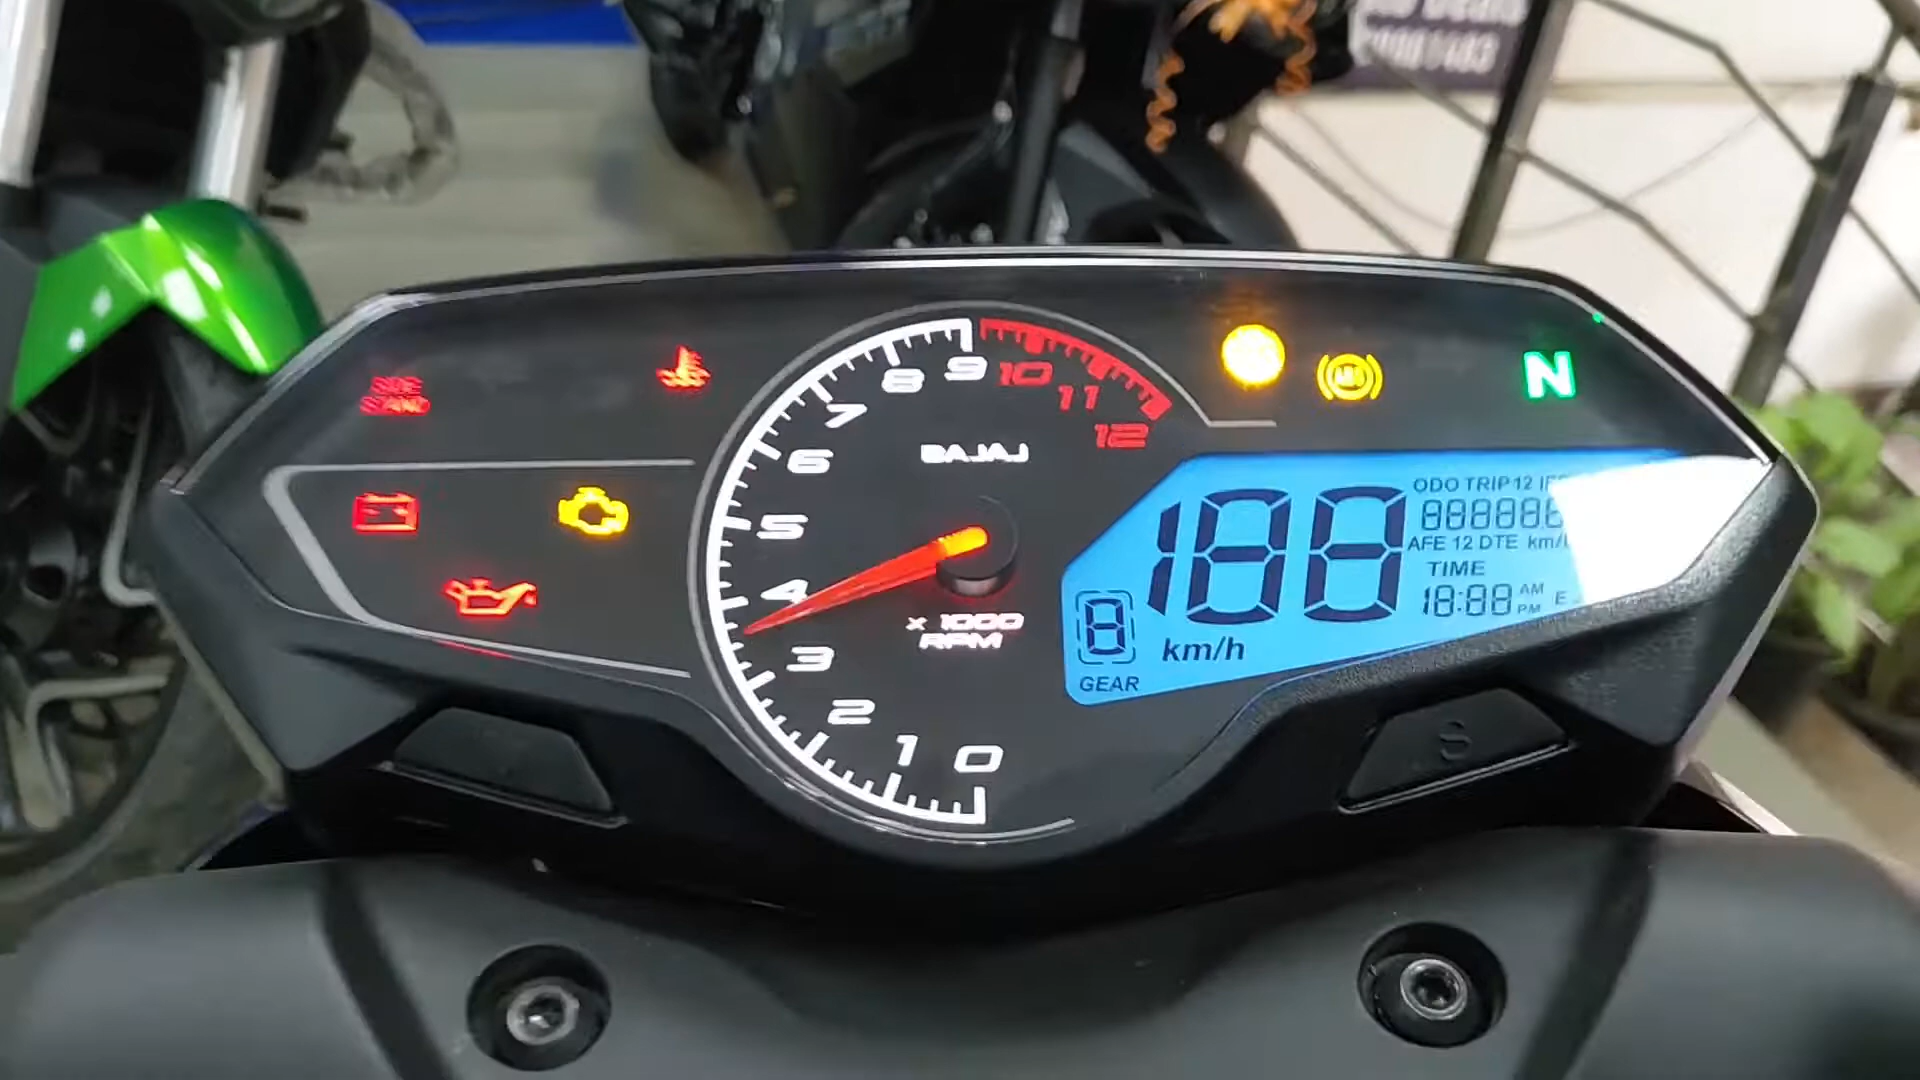 SIDE
STAND
9
10
8
11
7
12
6
BAJAJ
5
4
x 1000
RPM
3
2
1
0
N
ODO TRIP 12
188
888888
AFE 12 DTE km/
TIME
18:88 AM
PM
E
8
km/h
GEAR
S